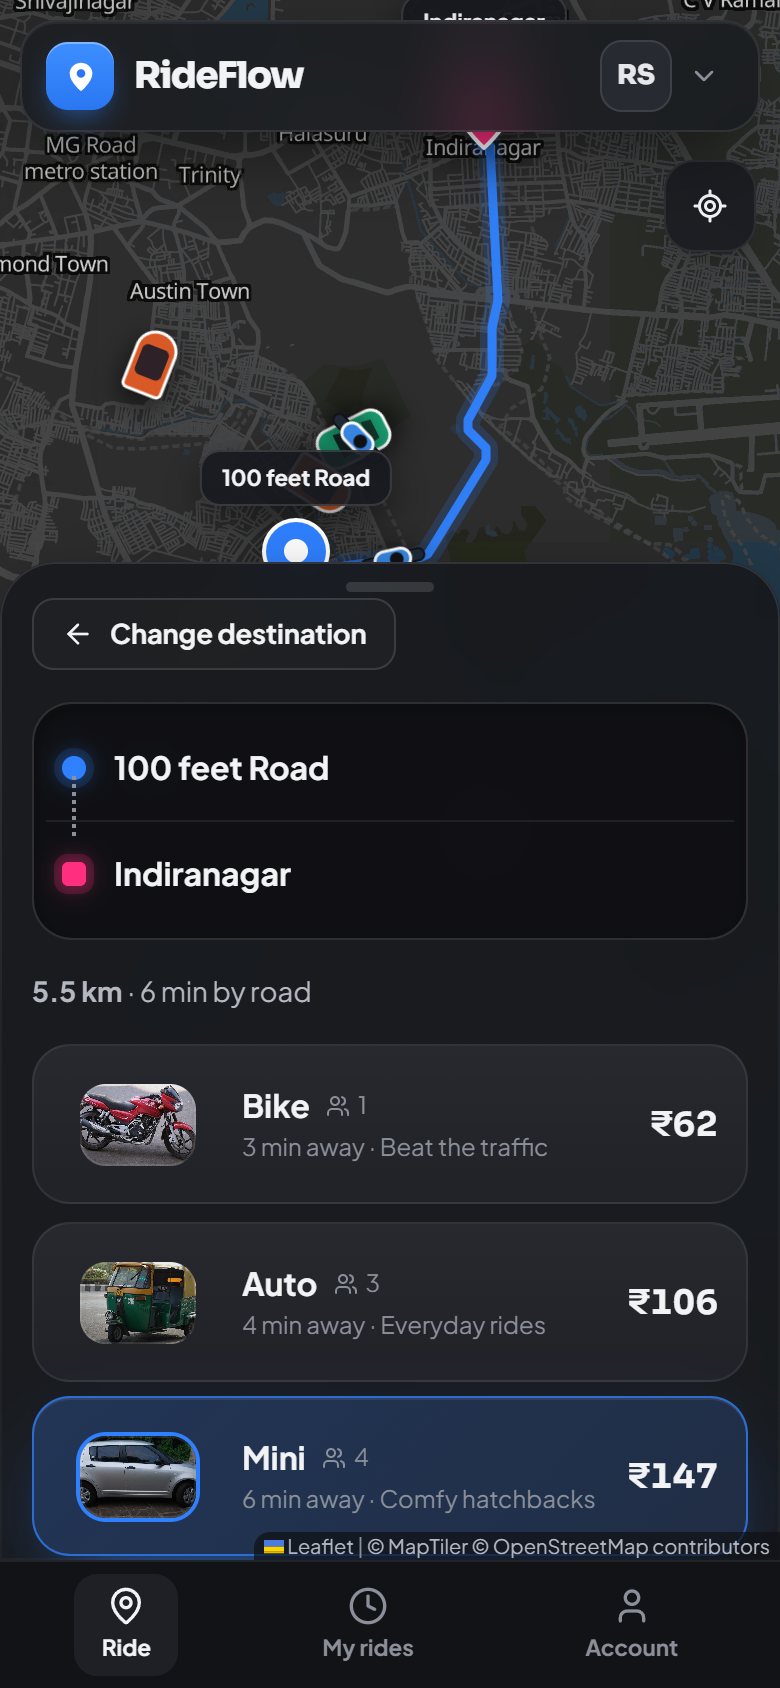 Shivajinagar
Indiranagar
C V Raman
RideFlow
RS
Halasuru
MG Road
metro station
Trinity
Indiranagar
mond Town
Austin Town
100 feet Road
Change destination
100 feet Road
Indiranagar
5.5 km · 6 min by road
Bike 1
3 min away · Beat the traffic
₹62
Auto 3
4 min away · Everyday rides
₹106
Mini 4
6 min away · Comfy hatchbacks
₹147
Leaflet | © MapTiler © OpenStreetMap contributors
Ride
My rides
Account